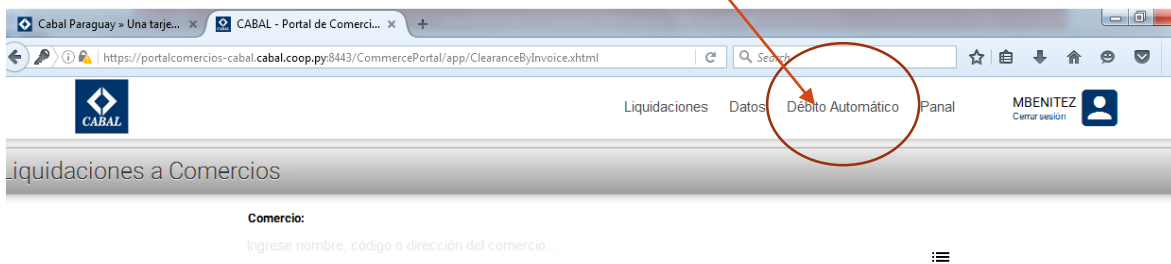 Cabal Paraguay » Una tarje... × CABAL - Portal de Comerci... × +
https://portalcomercios-cabal.cabal.coop.py:8443/CommercePortal/app/ClearanceByInvoice.xhtml Search
CABAL Liquidaciones Datos Débito Automático Panal MBENITEZ
Cerrar sesión
Liquidaciones a Comercios
Comercio:
Ingrese nombre, código o dirección del comercio...